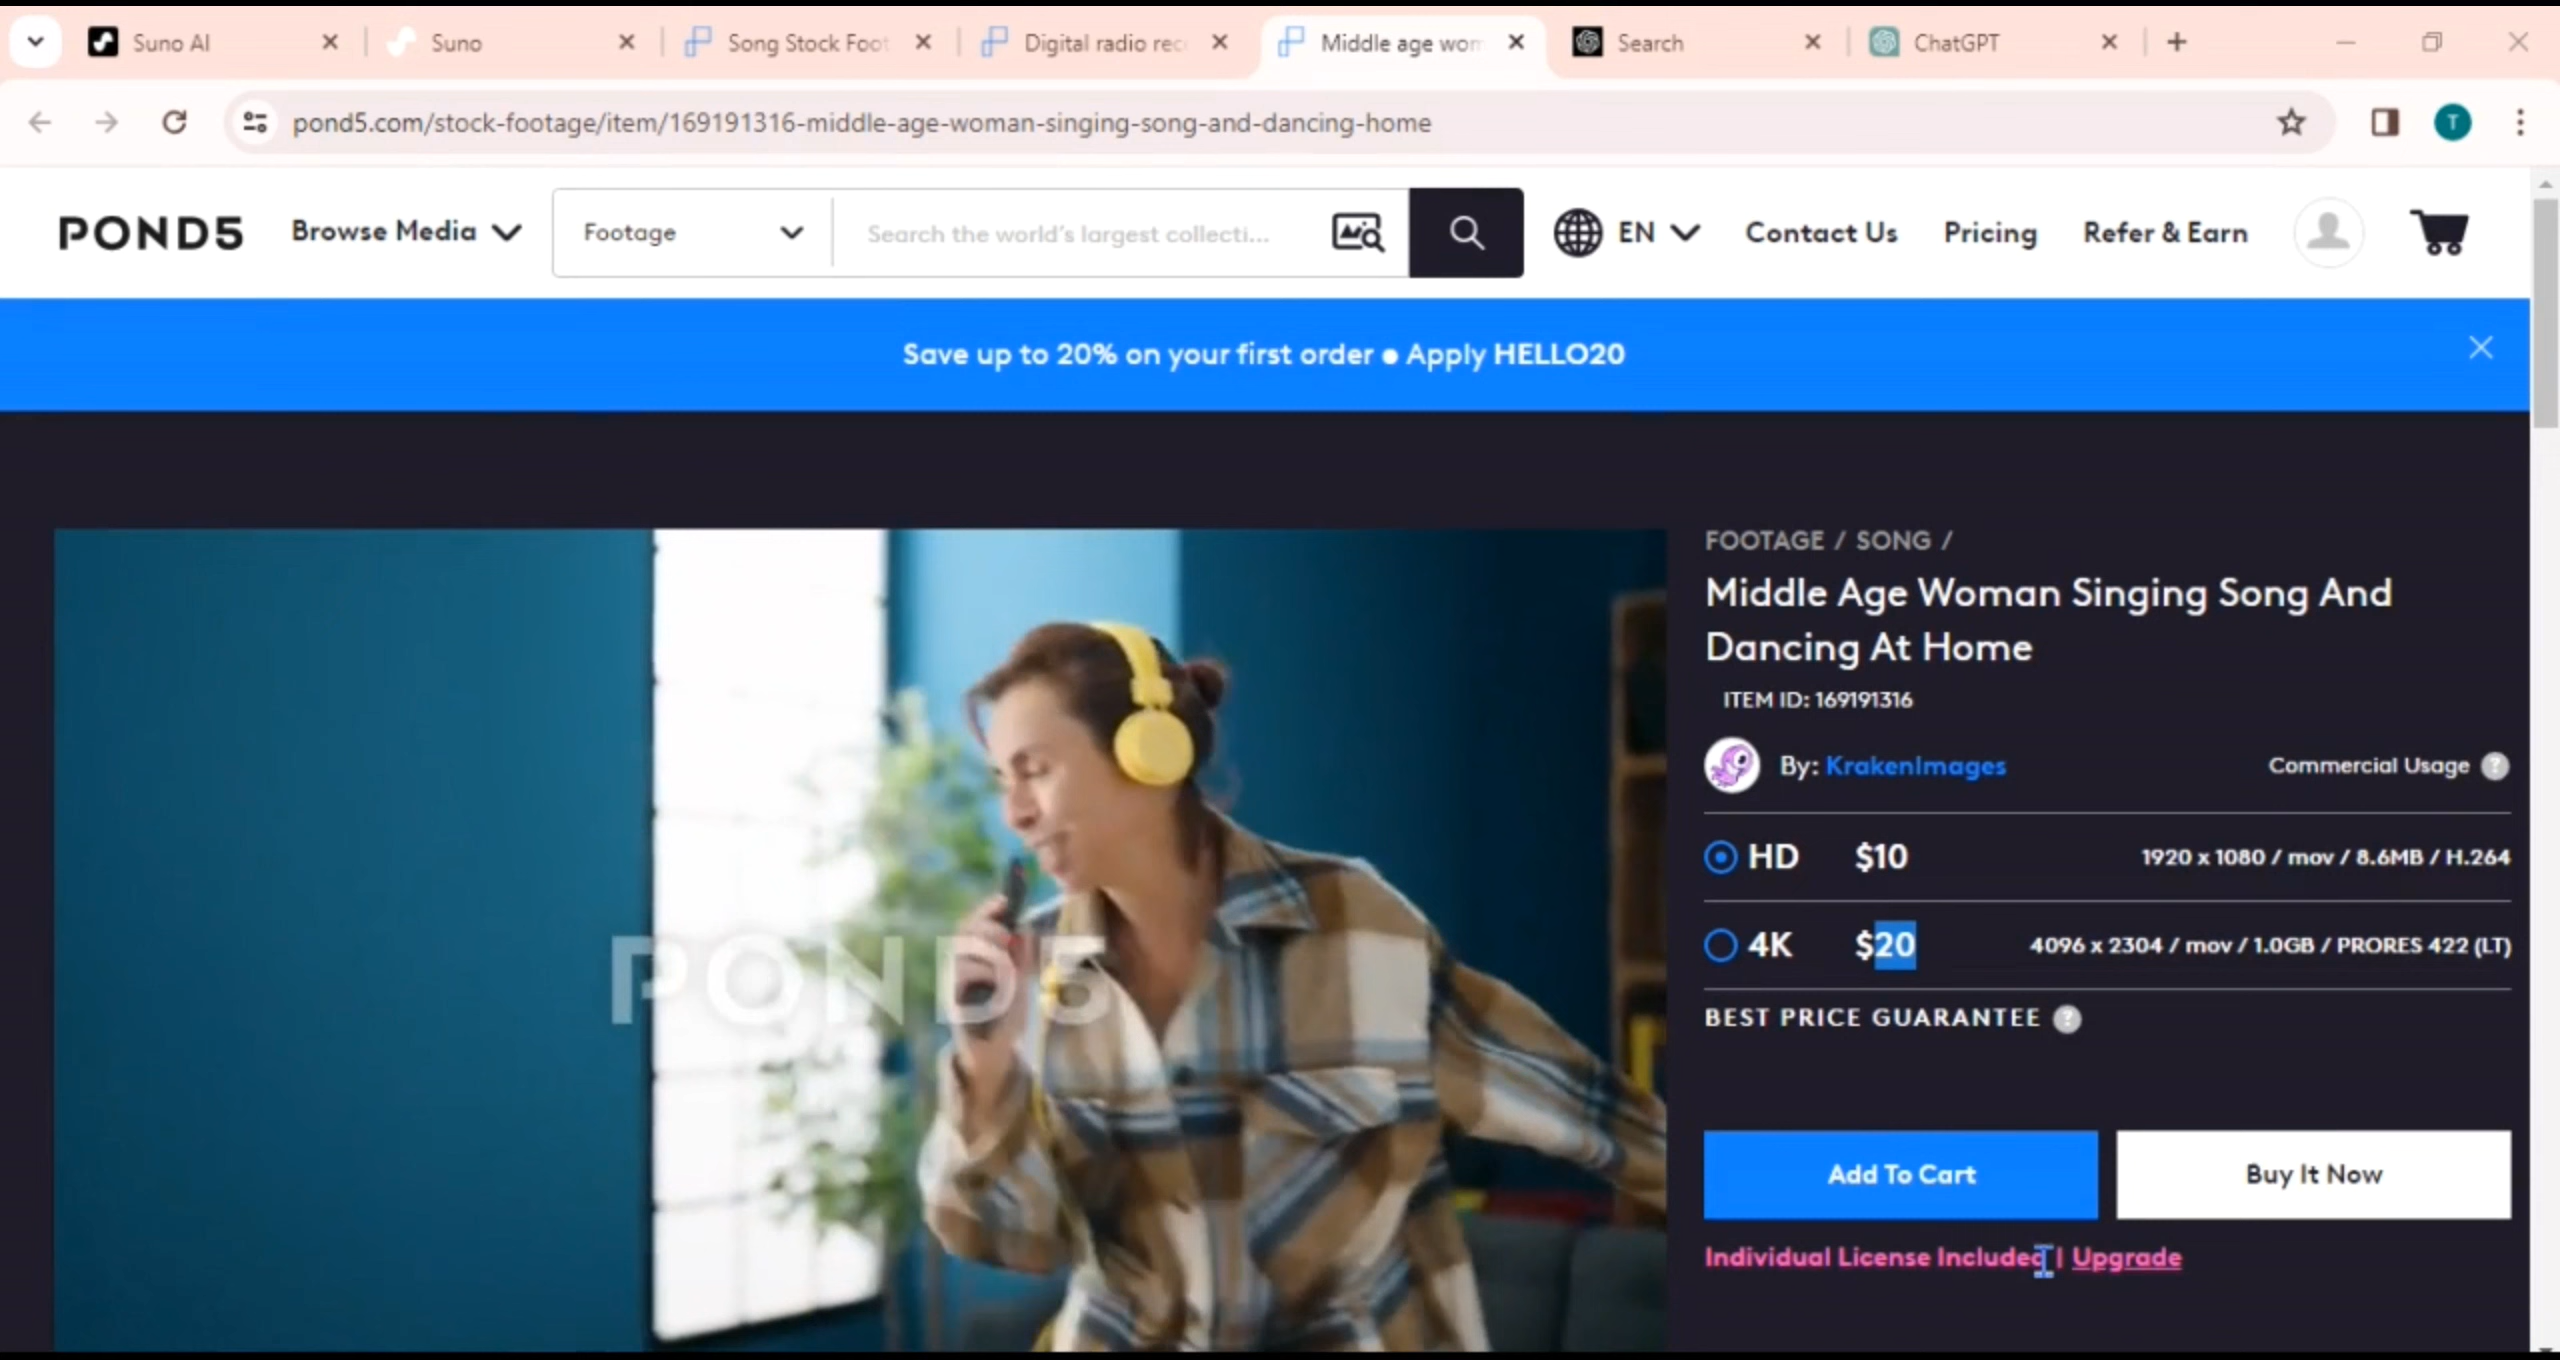 Suno AI
Suno
Song Stock Foot
Digital radio rec
Middle age wom
Search
ChatGPT
pond5.com/stock-footage/item/169191316-middle-age-woman-singing-song-and-dancing-home
T
POND5
Browse Media
Footage
Search the world's largest collecti...
EN
Contact Us
Pricing
Refer & Earn
Save up to 20% on your first order ● Apply HELLO20
FOOTAGE / SONG /
Middle Age Woman Singing Song And
Dancing At Home
ITEM ID: 169191316
By: KrakenImages
Commercial Usage ?
HD $10 1920 x 1080 / mov / 8.6MB / H.264
4K $20 4096 x 2304 / mov / 1.0GB / PRORES 422 (LT)
BEST PRICE GUARANTEE ?
POND5
Add To Cart
Buy It Now
Individual License Included | Upgrade